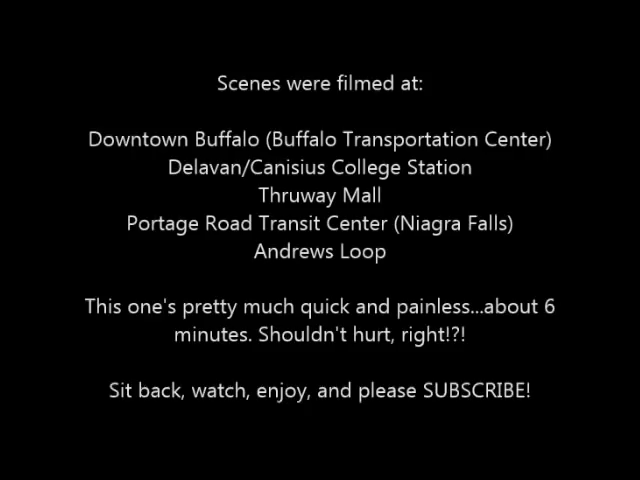 Scenes were filmed at:
Downtown Buffalo (Buffalo Transportation Center)
Delavan/Canisius College Station
Thruway Mall
Portage Road Transit Center (Niagra Falls)
Andrews Loop
This one's pretty much quick and painless...about 6
minutes. Shouldn't hurt, right!?!
Sit back, watch, enjoy, and please SUBSCRIBE!